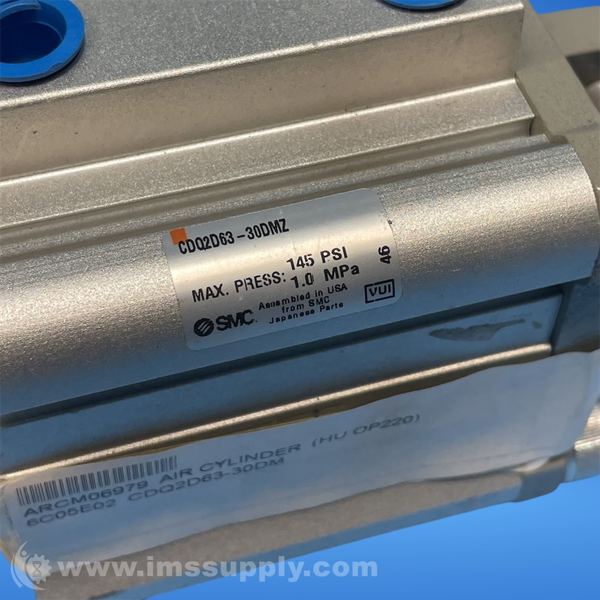 CDQ2D63-30DMZ
MAX. PRESS: 145 PSI
1.0 MPa
46
SMC Assembled in USA
from SMC
Japanese Parts
VUI
ARCM06979 AIR CYLINDER (HU OP220)
6C05E02 CDQ2D63-30DM
www.imssupply.com